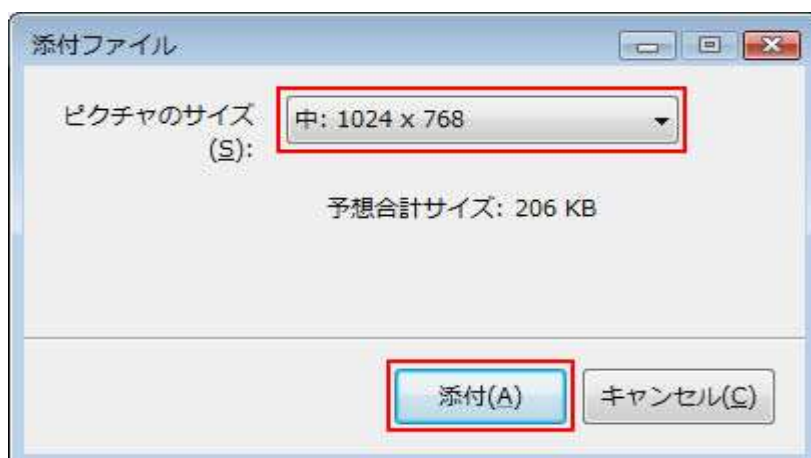 添付ファイル
ピクチャのサイズ
(S):
中: 1024 x 768
予想合計サイズ: 206 KB
添付(A)
キャンセル(C)